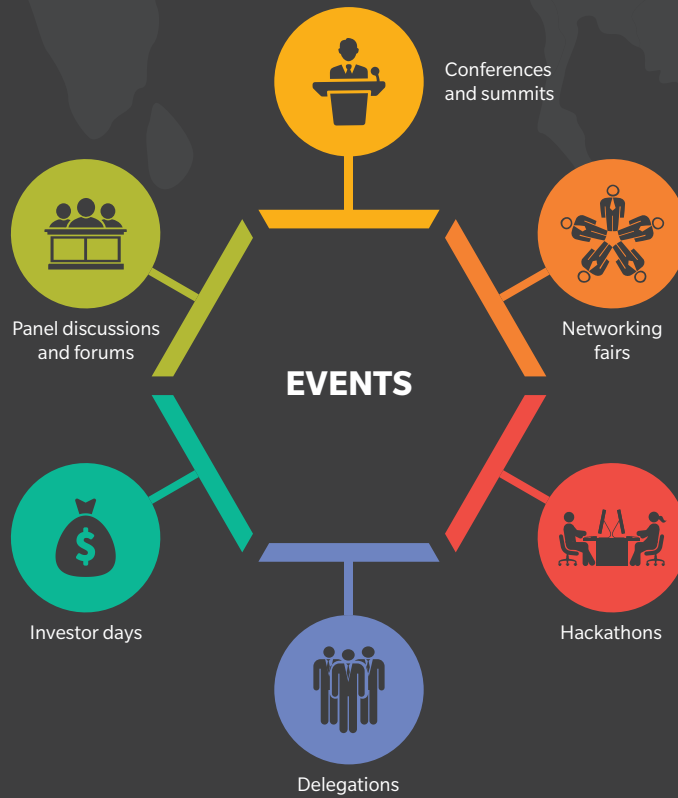 Conferences
and summits
Networking
fairs
Hackathons
Delegations
Investor days
Panel discussions
and forums
EVENTS
$